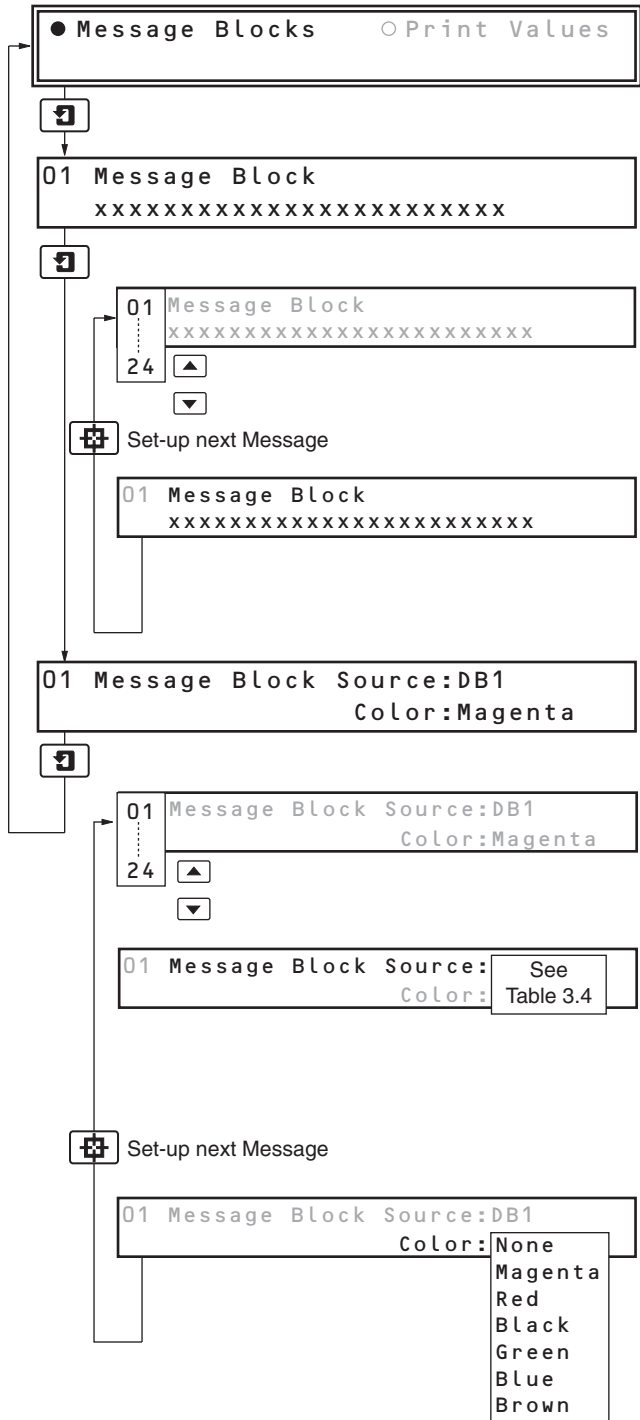 Message Blocks Print Values
01 Message Block
xxxxxxxxxxxxxxxxxxxxxxxx
01 Message Block
xxxxxxxxxxxxxxxxxxxxxxxx
24
Set-up next Message
01 Message Block
xxxxxxxxxxxxxxxxxxxxxxxx
01 Message Block Source:DB1
Color:Magenta
01 Message Block Source:DB1
Color:Magenta
24
01 Message Block Source: See
Color: Table 3.4
Set-up next Message
01 Message Block Source:DB1
Color:None
Magenta
Red
Black
Green
Blue
Brown